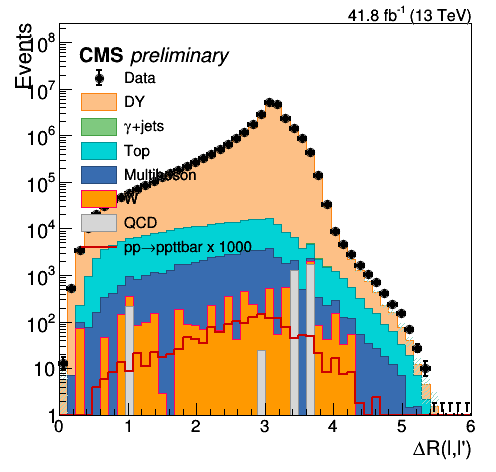 41.8 fb⁻¹ (13 TeV)
Events
CMS preliminary
Data
DY
γ+jets
Top
Multiboson
W
QCD
pp→ppttbar x 1000
10⁷
10⁶
10⁵
10⁴
10³
10²
10
1
0 1 2 3 4 5 6
ΔR(l,l')